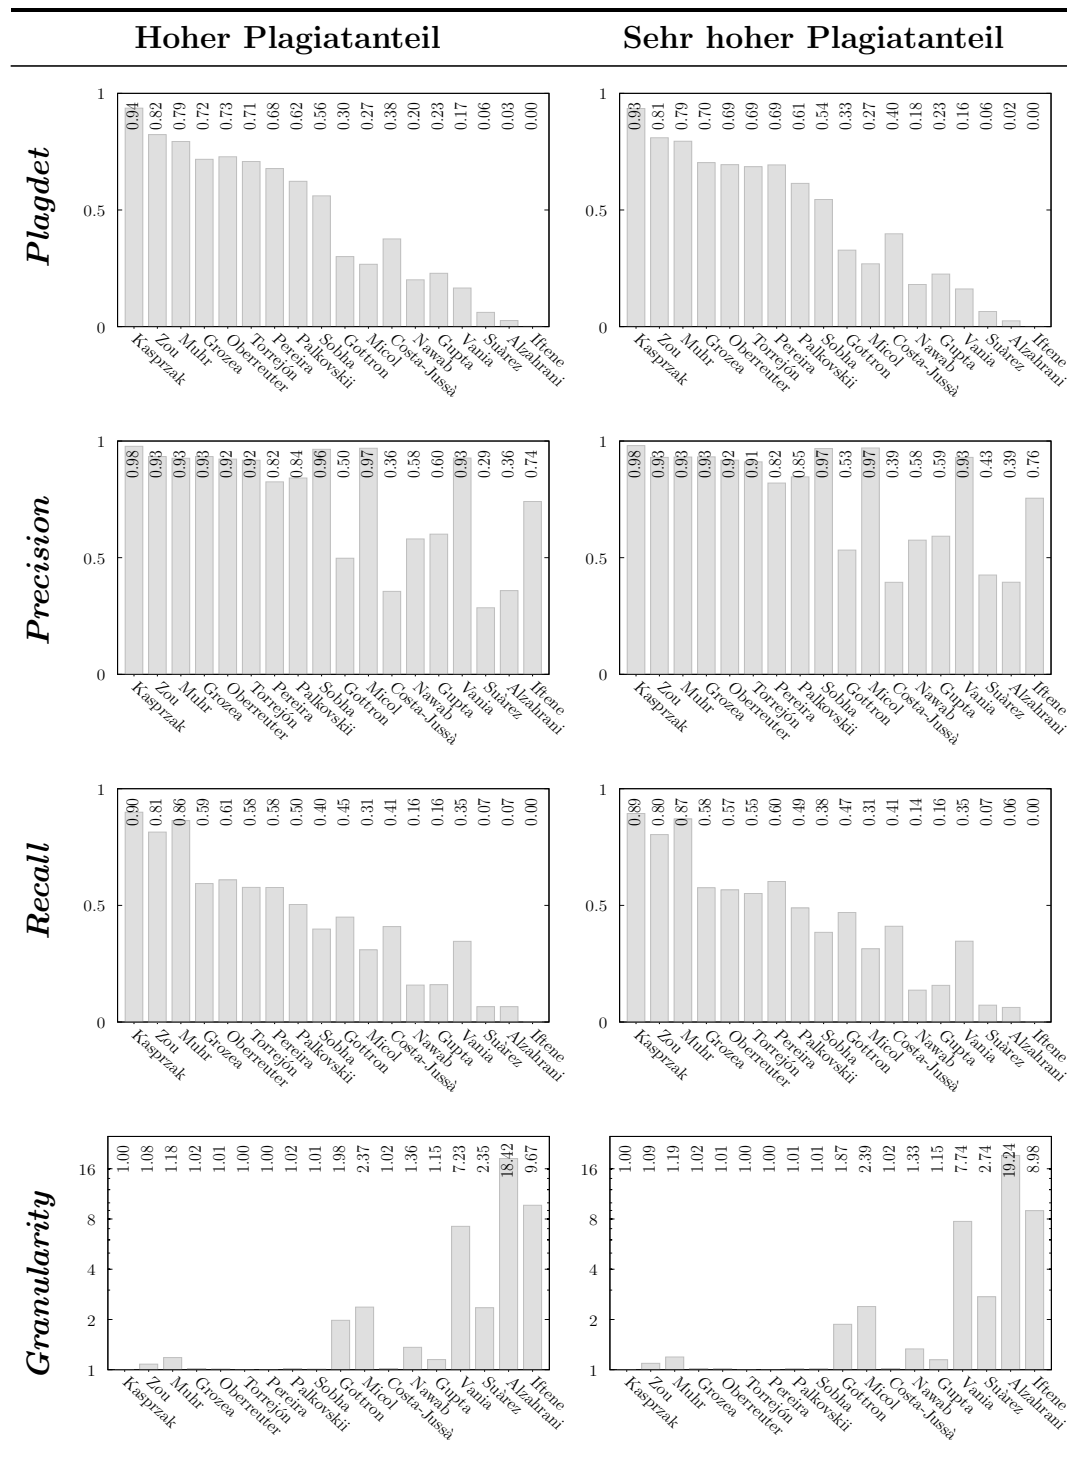 Hoher Plagiatanteil Sehr hoher Plagiatanteil
Plagdet
1
0.5
0
0.94 0.82 0.79 0.72 0.73 0.71 0.68 0.62 0.56 0.30 0.27 0.38 0.20 0.23 0.17 0.06 0.03 0.00
Kasprzak Zou Muhr Grozea Oberreuter Torrejón Pereira Palkovskii Sobha Gottron Micol Costa-Jussà Nawab Gupta Vania Suàrez Alzahrani Iftene
1
0.5
0
0.93 0.81 0.79 0.70 0.69 0.69 0.69 0.61 0.54 0.33 0.27 0.40 0.18 0.23 0.16 0.06 0.02 0.00
Kasprzak Zou Muhr Grozea Oberreuter Torrejón Pereira Palkovskii Sobha Gottron Micol Costa-Jussà Nawab Gupta Vania Suàrez Alzahrani Iftene
Precision
1
0.5
0
0.98 0.93 0.93 0.93 0.92 0.92 0.82 0.84 0.96 0.50 0.97 0.36 0.58 0.60 0.93 0.29 0.36 0.74
Kasprzak Zou Muhr Grozea Oberreuter Torrejón Pereira Palkovskii Sobha Gottron Micol Costa-Jussà Nawab Gupta Vania Suàrez Alzahrani Iftene
1
0.5
0
0.98 0.93 0.93 0.93 0.92 0.91 0.82 0.85 0.97 0.53 0.97 0.39 0.58 0.59 0.93 0.43 0.39 0.76
Kasprzak Zou Muhr Grozea Oberreuter Torrejón Pereira Palkovskii Sobha Gottron Micol Costa-Jussà Nawab Gupta Vania Suàrez Alzahrani Iftene
Recall
1
0.5
0
0.90 0.81 0.86 0.59 0.61 0.58 0.58 0.50 0.40 0.45 0.31 0.41 0.16 0.16 0.35 0.07 0.07 0.00
Kasprzak Zou Muhr Grozea Oberreuter Torrejón Pereira Palkovskii Sobha Gottron Micol Costa-Jussà Nawab Gupta Vania Suàrez Alzahrani Iftene
1
0.5
0
0.89 0.80 0.87 0.58 0.57 0.55 0.60 0.49 0.38 0.47 0.31 0.41 0.14 0.16 0.35 0.07 0.06 0.00
Kasprzak Zou Muhr Grozea Oberreuter Torrejón Pereira Palkovskii Sobha Gottron Micol Costa-Jussà Nawab Gupta Vania Suàrez Alzahrani Iftene
Granularity
16
8
4
2
1
1.00 1.08 1.18 1.02 1.01 1.00 1.00 1.02 1.01 1.98 2.37 1.02 1.36 1.15 7.23 2.35 18.42 9.67
Kasprzak Zou Muhr Grozea Oberreuter Torrejón Pereira Palkovskii Sobha Gottron Micol Costa-Jussà Nawab Gupta Vania Suàrez Alzahrani Iftene
16
8
4
2
1
1.00 1.09 1.19 1.02 1.01 1.00 1.00 1.01 1.01 1.87 2.39 1.02 1.33 1.15 7.74 2.74 19.24 8.98
Kasprzak Zou Muhr Grozea Oberreuter Torrejón Pereira Palkovskii Sobha Gottron Micol Costa-Jussà Nawab Gupta Vania Suàrez Alzahrani Iftene